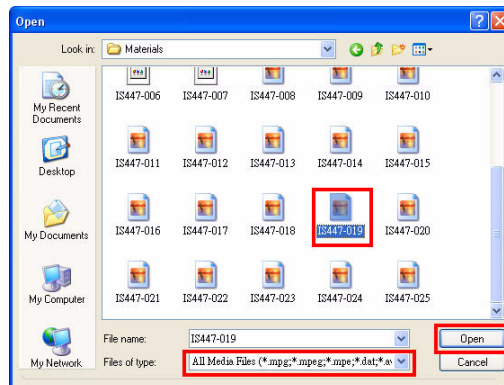 Open
Look in:
Materials
My Recent
Documents
Desktop
My Documents
My Computer
My Network
IS447-006
IS447-007
IS447-008
IS447-009
IS447-010
IS447-011
IS447-012
IS447-013
IS447-014
IS447-015
IS447-016
IS447-017
IS447-018
IS447-019
IS447-020
IS447-021
IS447-022
IS447-023
IS447-024
IS447-025
File name:
IS447-019
Open
Files of type:
All Media Files (*.mpg;*.mpeg;*.mpe;*.dat;*.av
Cancel